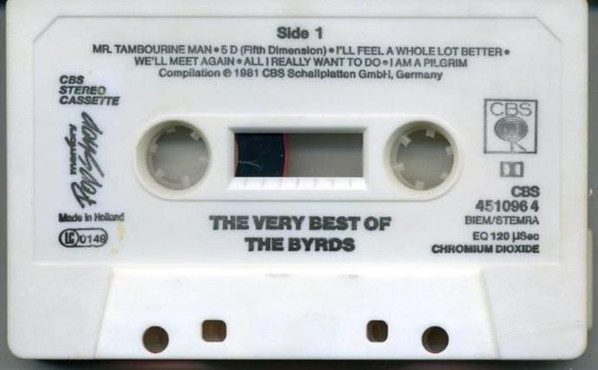 Side 1
MR. TAMBOURINE MAN • 5 D (Fifth Dimension) • I'LL FEEL A WHOLE LOT BETTER •
WE'LL MEET AGAIN • ALL I REALLY WANT TO DO • I AM A PILGRIM
Compilation ℗ 1981 CBS Schallplatten GmbH, Germany
CBS
STEREO
CASSETTE
Made in Holland
LC 0149
CBS
CBS
451096 4
BIEM/STEMRA
EQ 120 µSec
CHROMIUM DIOXIDE
THE VERY BEST OF
THE BYRDS